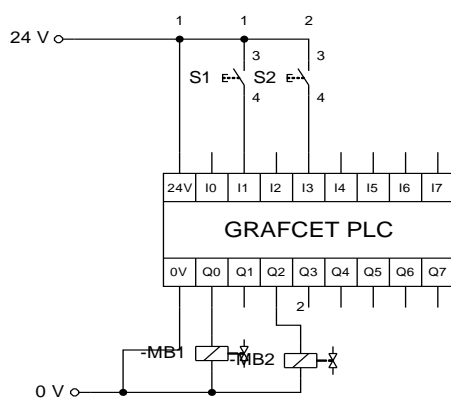 1 1 2
24 V
3 3
S1 S2
4 4
24V I0 I1 I2 I3 I4 I5 I6 I7
GRAFCET PLC
0V Q0 Q1 Q2 Q3 Q4 Q5 Q6 Q7
2
-MB1 -MB2
0 V